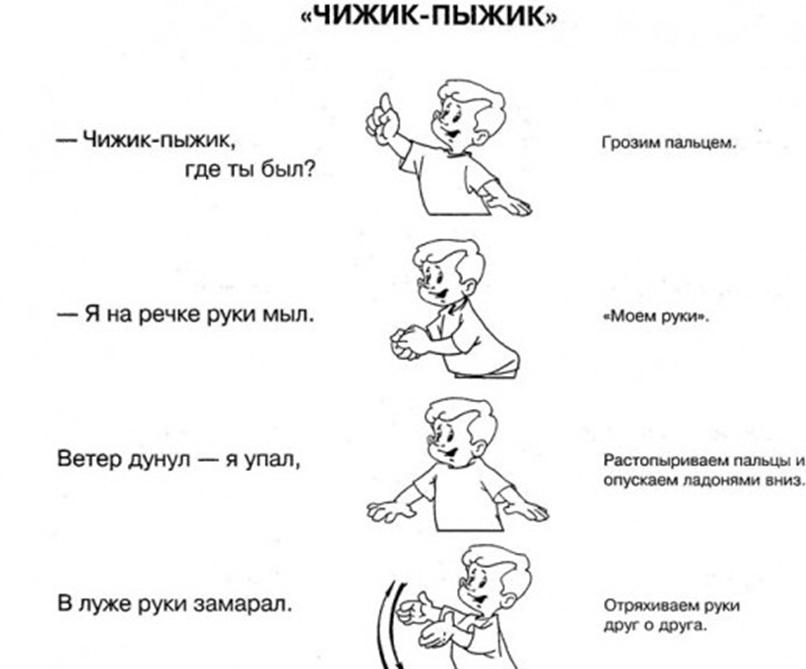 «ЧИЖИК-ПЫЖИК»
— Чижик-пыжик,
где ты был?
Грозим пальцем.
— Я на речке руки мыл.
«Моем руки».
Ветер дунул — я упал,
Растопыриваем пальцы и
опускаем ладонями вниз.
В луже руки замарал.
Отряхиваем руки
друг о друга.